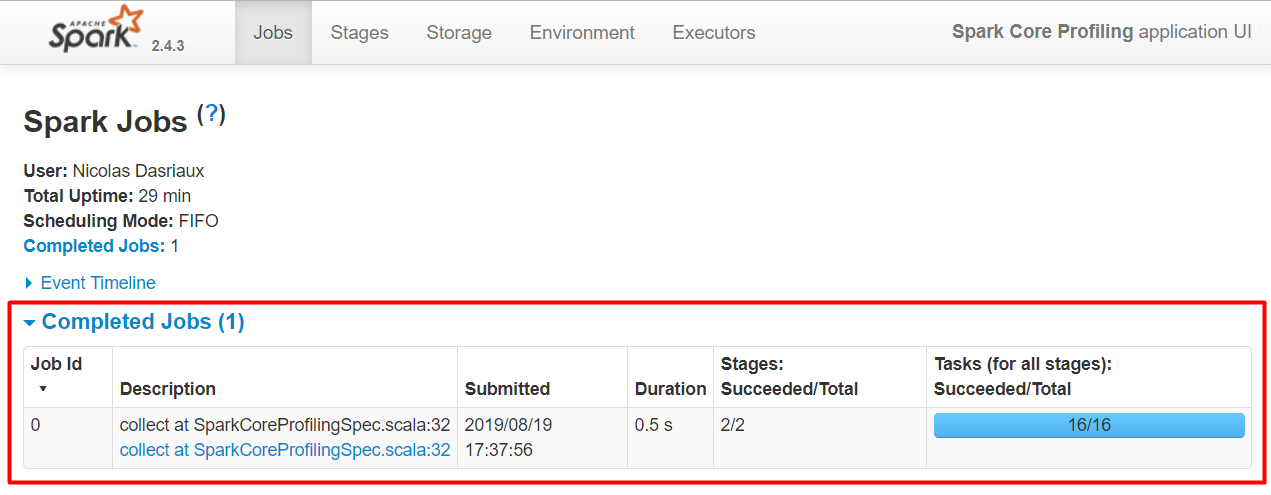 APACHE
Spark 2.4.3 Jobs Stages Storage Environment Executors Spark Core Profiling application UI
Spark Jobs (?)
User: Nicolas Dasriaux
Total Uptime: 29 min
Scheduling Mode: FIFO
Completed Jobs: 1
Event Timeline
Completed Jobs (1)
Job Id Stages: Tasks (for all stages):
Description Submitted Duration Succeeded/Total Succeeded/Total
0 collect at SparkCoreProfilingSpec.scala:32 2019/08/19 0.5 s 2/2 16/16
collect at SparkCoreProfilingSpec.scala:32 17:37:56